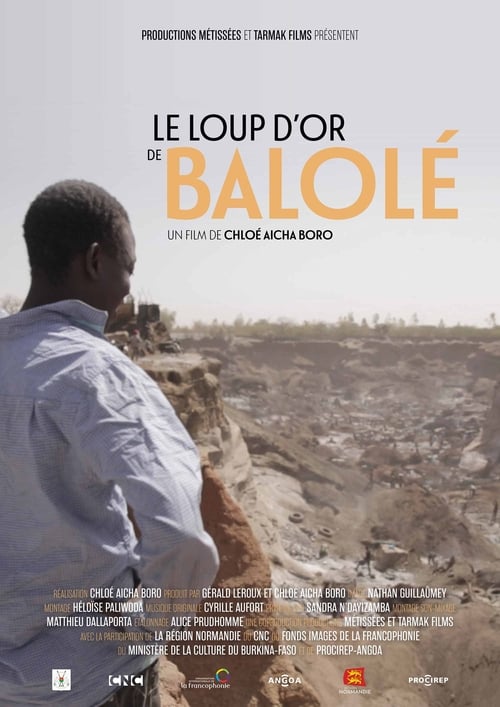 PRODUCTIONS MÉTISSÉES ET TARMAK FILMS PRÉSENTENT
LE LOUP D'OR
DE BALOLÉ
UN FILM DE CHLOÉ AICHA BORO
RÉALISATION CHLOÉ AICHA BORO PRODUIT PAR GÉRALD LEROUX ET CHLOÉ AICHA BORO NATHAN GUILLAUMEY
MONTAGE HÉLOÏSE PALIWODA MUSIQUE ORIGINALE CYRILLE AUFORT SANDRA N'DAYIZAMBA MONTAGE SON-MIXAGE
MATTHIEU DALLAPORTA ETALONNAGE ALICE PRUDHOMME UNE COPRODUCTION MÉTISSÉES ET TARMAK FILMS
AVEC LA PARTICIPATION DE LA RÉGION NORMANDIE DU CNC DU FONDS IMAGES DE LA FRANCOPHONIE
DU MINISTÈRE DE LA CULTURE DU BURKINA-FASO ET DE PROCIREP-ANGOA
CNC
la francophonie
ANGOA
NORMANDIE
PROCIREP